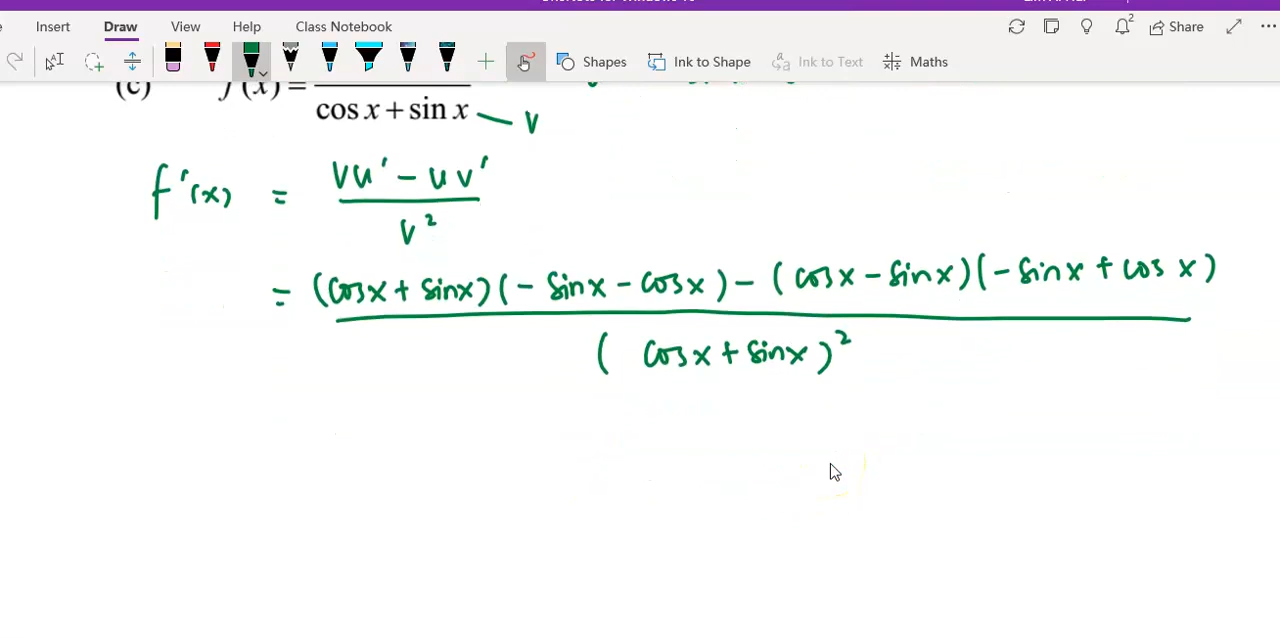 Insert Draw View Help Class Notebook 2 Share
Shapes Ink to Shape Ink to Text Maths
(c) f(x) =
cos x + sin x — v
f'(x) = vu' - uv' / v²
= (cosx + sinx)(- sinx - cosx) - (cosx - sinx)(- sinx + cos x) / (cosx + sinx)²